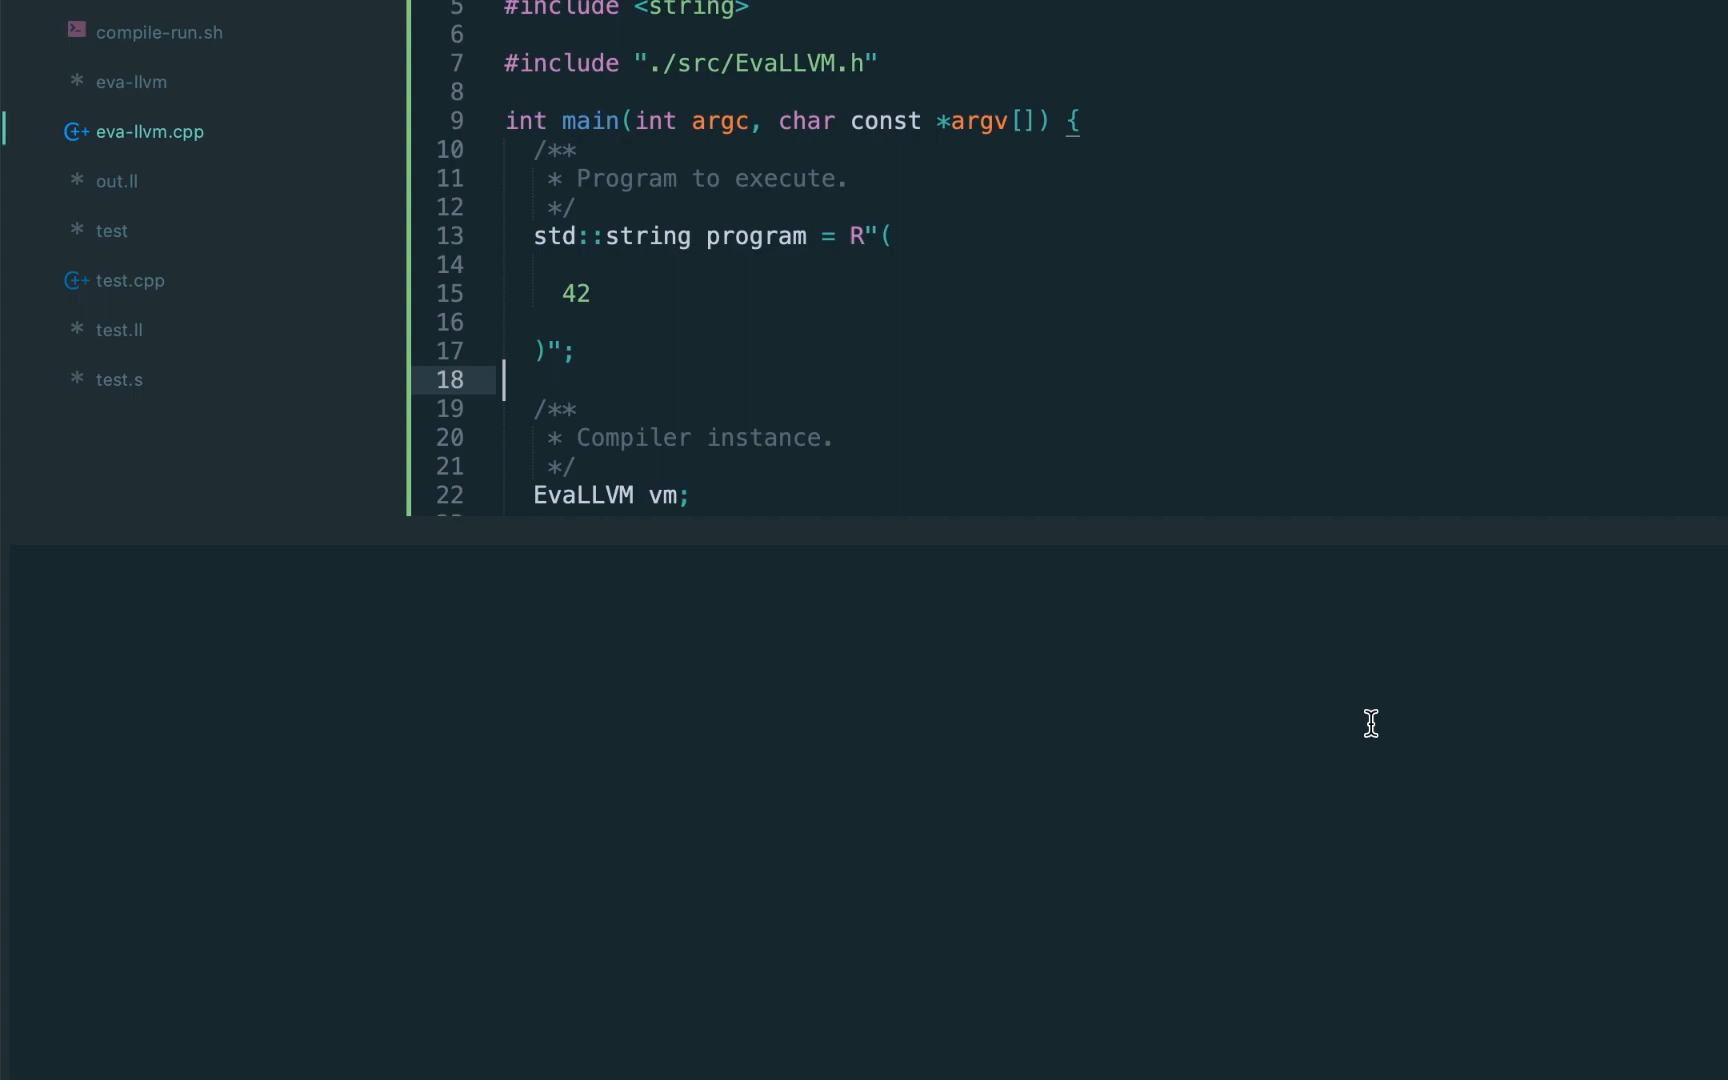 compile-run.sh
eva-llvm
eva-llvm.cpp
out.ll
test
test.cpp
test.ll
test.s
5 #include <string>
6
7 #include "./src/EvaLLVM.h"
8
9 int main(int argc, char const *argv[]) {
10 /**
11 * Program to execute.
12 */
13 std::string program = R"(
14
15 42
16
17 )";
18
19 /**
20 * Compiler instance.
21 */
22 EvaLLVM vm;